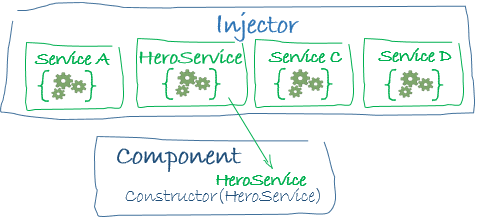 Injector
Service A
HeroService
Service C
Service D
{ }
{ }
{ }
{ }
Component
HeroService
Constructor(HeroService)